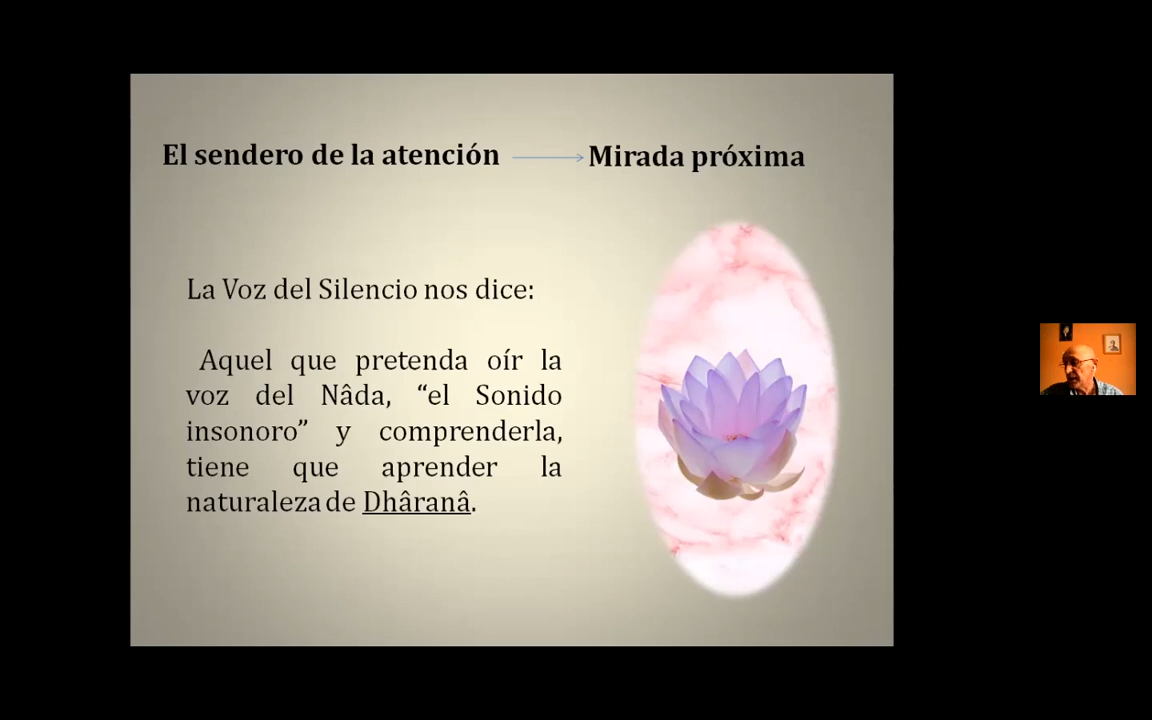 El sendero de la atención Mirada próxima
La Voz del Silencio nos dice:
Aquel que pretenda oír la
voz del Nâda, “el Sonido
insonoro” y comprenderla,
tiene que aprender la
naturaleza de Dhâranâ.